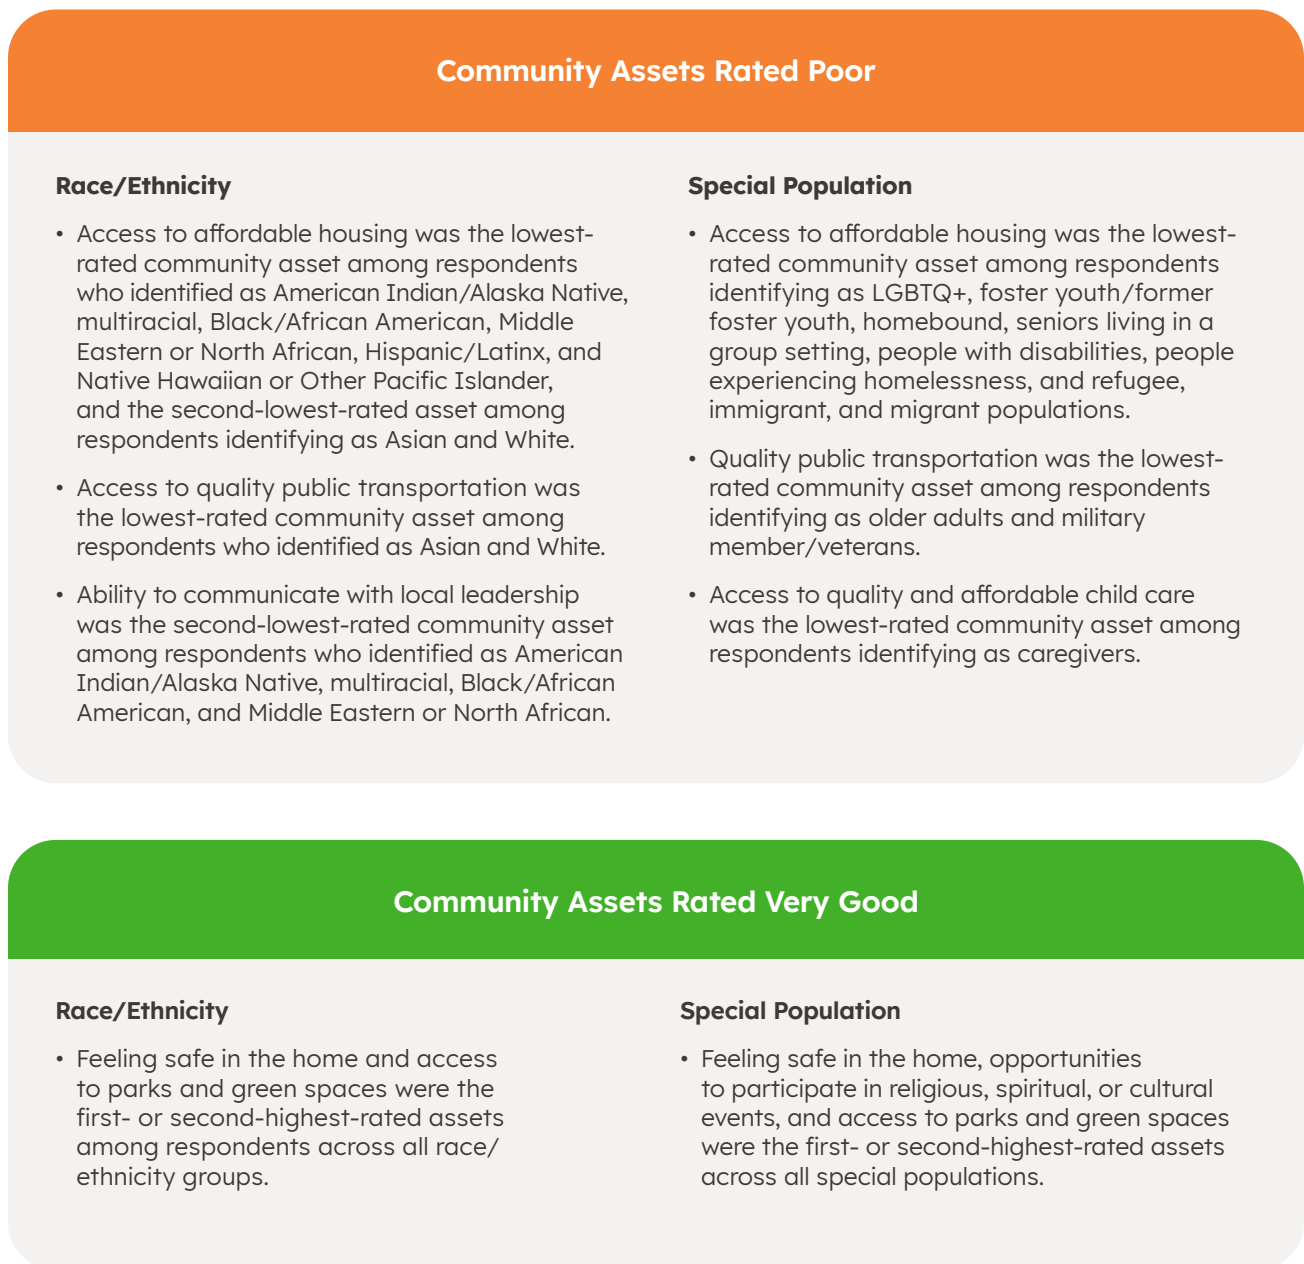 Community Assets Rated Poor
Race/Ethnicity
• Access to affordable housing was the lowest-
rated community asset among respondents
who identified as American Indian/Alaska Native,
multiracial, Black/African American, Middle
Eastern or North African, Hispanic/Latinx, and
Native Hawaiian or Other Pacific Islander,
and the second-lowest-rated asset among
respondents identifying as Asian and White.
• Access to quality public transportation was
the lowest-rated community asset among
respondents who identified as Asian and White.
• Ability to communicate with local leadership
was the second-lowest-rated community asset
among respondents who identified as American
Indian/Alaska Native, multiracial, Black/African
American, and Middle Eastern or North African.
Special Population
• Access to affordable housing was the lowest-
rated community asset among respondents
identifying as LGBTQ+, foster youth/former
foster youth, homebound, seniors living in a
group setting, people with disabilities, people
experiencing homelessness, and refugee,
immigrant, and migrant populations.
• Quality public transportation was the lowest-
rated community asset among respondents
identifying as older adults and military
member/veterans.
• Access to quality and affordable child care
was the lowest-rated community asset among
respondents identifying as caregivers.
Community Assets Rated Very Good
Race/Ethnicity
• Feeling safe in the home and access
to parks and green spaces were the
first- or second-highest-rated assets
among respondents across all race/
ethnicity groups.
Special Population
• Feeling safe in the home, opportunities
to participate in religious, spiritual, or cultural
events, and access to parks and green spaces
were the first- or second-highest-rated assets
across all special populations.